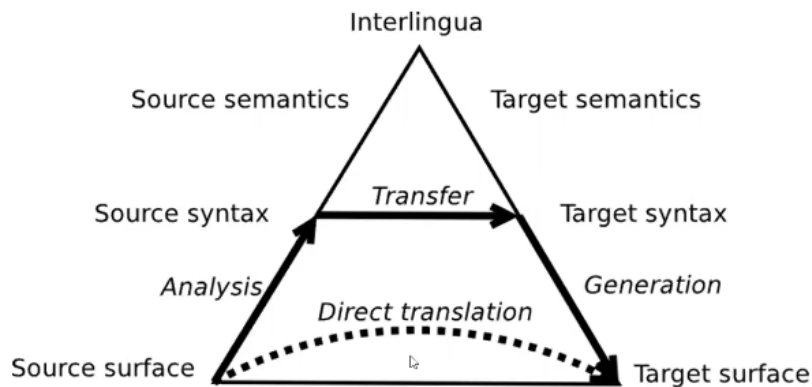 Interlingua
Source semantics
Target semantics
Transfer
Source syntax
Target syntax
Analysis
Generation
Direct translation
Source surface
Target surface